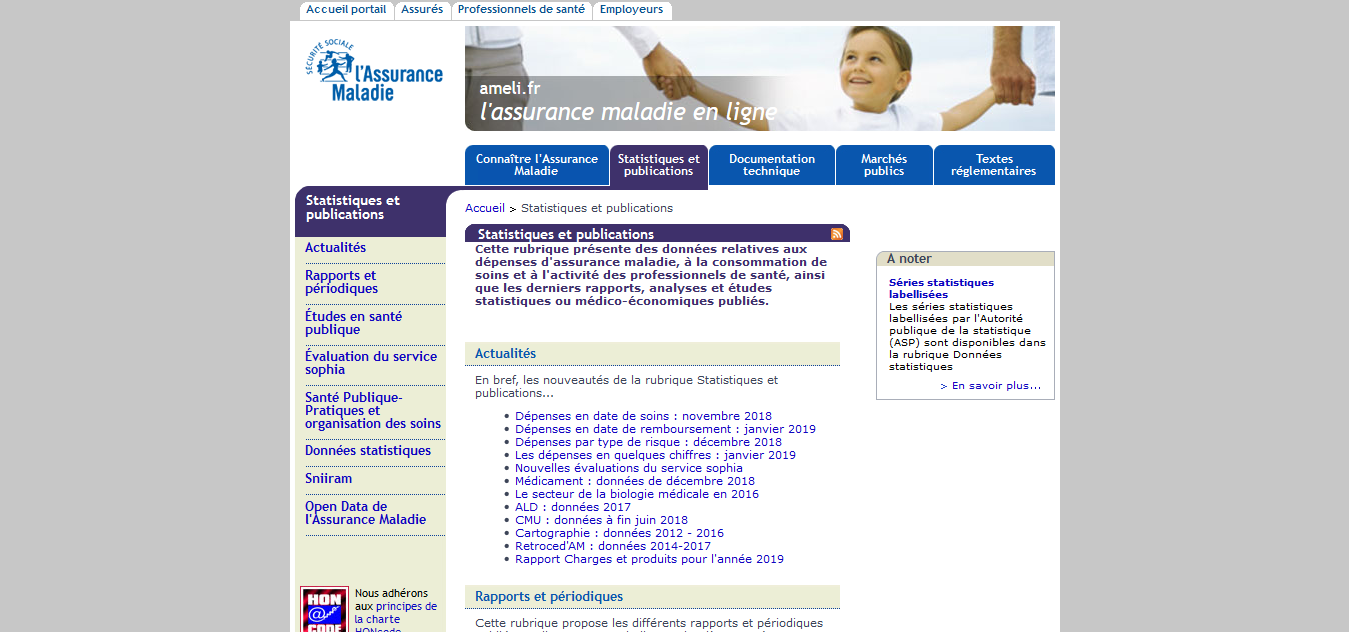 Accueil portail
Assurés
Professionnels de santé
Employeurs
SÉCURITÉ SOCIALE
l'Assurance
Maladie
ameli.fr
l'assurance maladie en ligne
Connaître l'Assurance
Maladie
Statistiques et
publications
Documentation
technique
Marchés
publics
Textes
réglementaires
Statistiques et
publications
Actualités
Rapports et
périodiques
Études en santé
publique
Évaluation du service
sophia
Santé Publique-
Pratiques et
organisation des soins
Données statistiques
Sniiram
Open Data de
l'Assurance Maladie
HON
@
CODE
Nous adhérons
aux principes de
la charte
HONcode
Accueil > Statistiques et publications
Statistiques et publications
Cette rubrique présente des données relatives aux
dépenses d'assurance maladie, à la consommation de
soins et à l'activité des professionnels de santé, ainsi
que les derniers rapports, analyses et études
statistiques ou médico-économiques publiés.
Actualités
En bref, les nouveautés de la rubrique Statistiques et
publications...
• Dépenses en date de soins : novembre 2018
• Dépenses en date de remboursement : janvier 2019
• Dépenses par type de risque : décembre 2018
• Les dépenses en quelques chiffres : janvier 2019
• Nouvelles évaluations du service sophia
• Médicament : données de décembre 2018
• Le secteur de la biologie médicale en 2016
• ALD : données 2017
• CMU : données à fin juin 2018
• Cartographie : données 2012 - 2016
• Retroced'AM : données 2014-2017
• Rapport Charges et produits pour l'année 2019
Rapports et périodiques
Cette rubrique propose les différents rapports et périodiques
A noter
Séries statistiques
labellisées
Les séries statistiques
labellisées par l'Autorité
publique de la statistique
(ASP) sont disponibles dans
la rubrique Données
statistiques
> En savoir plus...